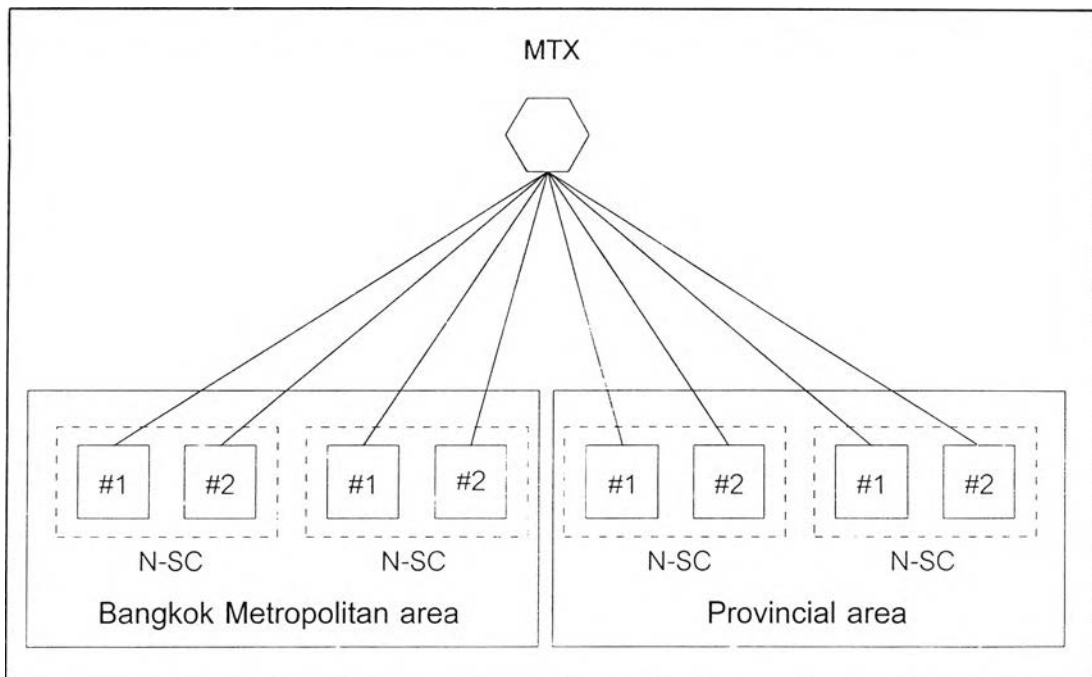 MTX
#1 #2 #1 #2 #1 #2 #1 #2
N-SC N-SC N-SC N-SC
Bangkok Metropolitan area Provincial area